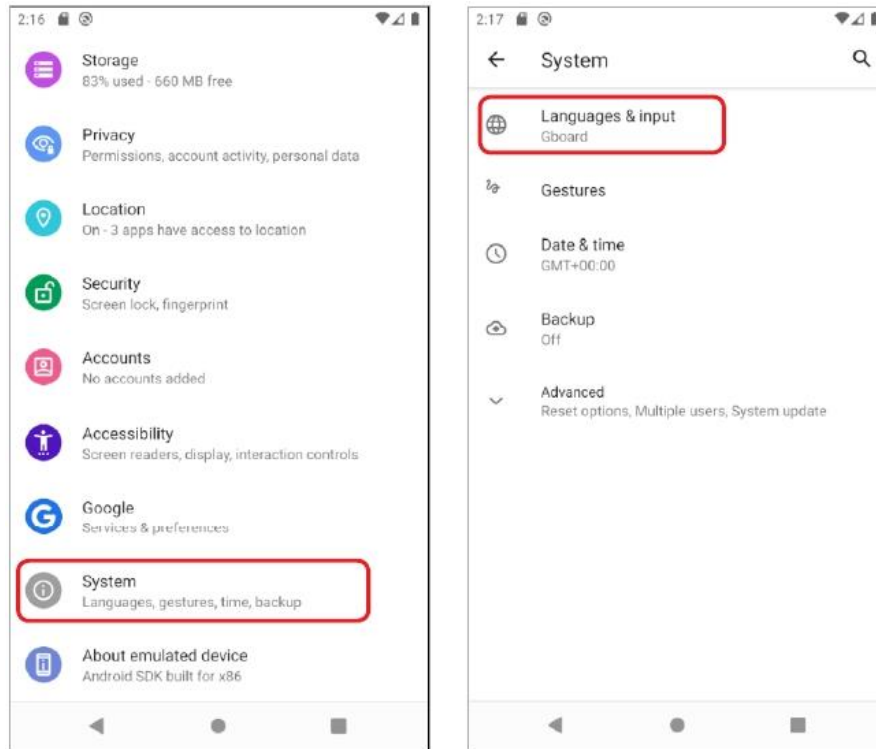 2:16
Storage
83% used - 660 MB free
Privacy
Permissions, account activity, personal data
Location
On - 3 apps have access to location
Security
Screen lock, fingerprint
Accounts
No accounts added
Accessibility
Screen readers, display, interaction controls
Google
Services & preferences
System
Languages, gestures, time, backup
About emulated device
Android SDK built for x86
2:17
System
Languages & input
Gboard
Gestures
Date & time
GMT+00:00
Backup
Off
Advanced
Reset options, Multiple users, System update